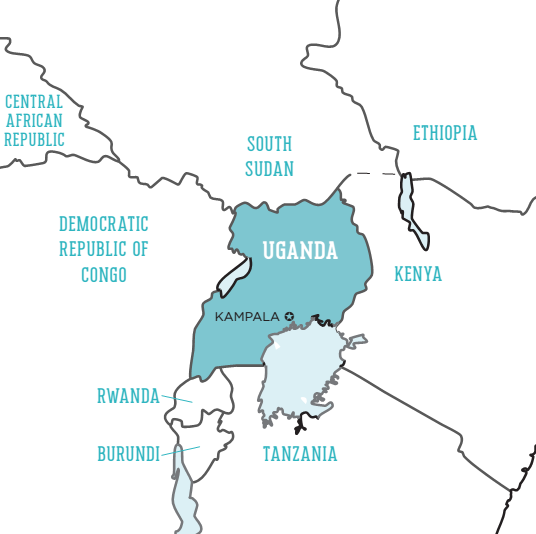 CENTRAL
AFRICAN
REPUBLIC
ETHIOPIA
SOUTH
SUDAN
DEMOCRATIC
REPUBLIC OF
CONGO
UGANDA
KENYA
KAMPALA
RWANDA
BURUNDI
TANZANIA